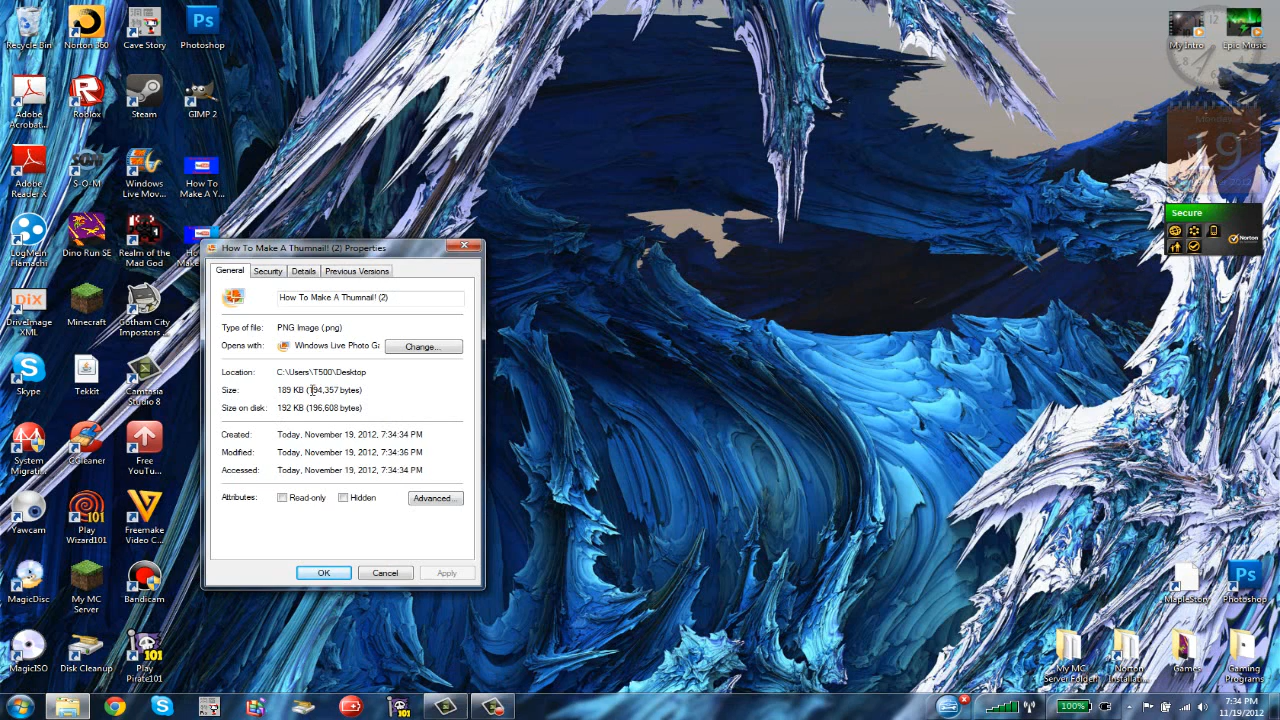 Recycle Bin
Norton 360
Cave Story
Photoshop
Adobe
Acrobat...
Roblox
Steam
GIMP 2
Adobe
Reader X
S-O-M
Windows
Live Mov...
How To
Make A Y...
LogMeIn
Hamachi
Dino Run SE
Realm of the
Mad God
DriveImage
XML
Minecraft
Gotham City
Impostors ...
Skype
Tekkit
Camtasia
Studio 8
System
Migrati...
CCleaner
Free
YouTu...
Yawcam
Play
Wizard101
Freemake
Video C...
MagicDisc
My MC
Server
Bandicam
MagicISO
Disk Cleanup
Play
Pirate101
How To Make A Thumnail! (2) Properties
General
Security
Details
Previous Versions
How To Make A Thumnail! (2)
Type of file: PNG Image (.png)
Opens with: Windows Live Photo Ga
Change...
Location: C:\Users\T500\Desktop
Size: 189 KB (194,357 bytes)
Size on disk: 192 KB (196,608 bytes)
Created: Today, November 19, 2012, 7:34:34 PM
Modified: Today, November 19, 2012, 7:34:36 PM
Accessed: Today, November 19, 2012, 7:34:34 PM
Attributes: Read-only Hidden Advanced...
OK Cancel Apply
My Intro
Epic Music
Monday
19
Secure
Norton
MapleStory
Photoshop
My MC
Server Folder
Norton
Installati...
Games
Gaming
Programs
100%
7:34 PM
11/19/2012